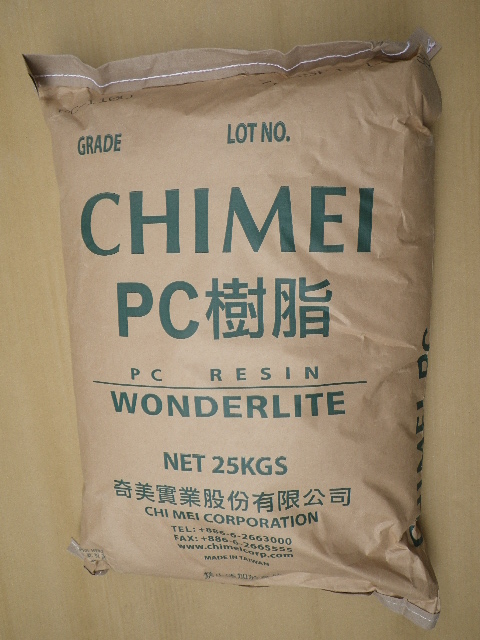 GRADE LOT NO.
CHIMEI
PC樹脂
PC RESIN
WONDERLITE
NET 25KGS
奇美實業股份有限公司
CHI MEI CORPORATION
TEL: +886-6-2663000
FAX: +886-6-2665555
www.chimeicorp.com
MADE IN TAIWAN
CHIMEI PC